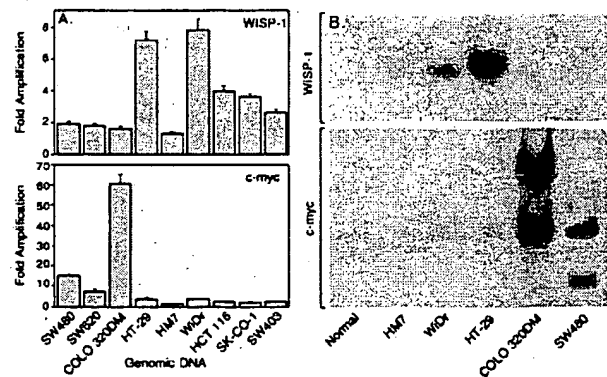 A.
WISP-1
Fold Amplification
8
6
4
2
0
c-myc
Fold Amplification
75
60
50
40
30
20
10
0
SW480
SW620
COLO 320DM
HT-29
HM7
WiDr
HCT 116
SK-CO-1
SW403
Genomic DNA
B.
WISP-1
c-myc
Normal
HM7
WiDr
HT-29
COLO 320DM
SW480